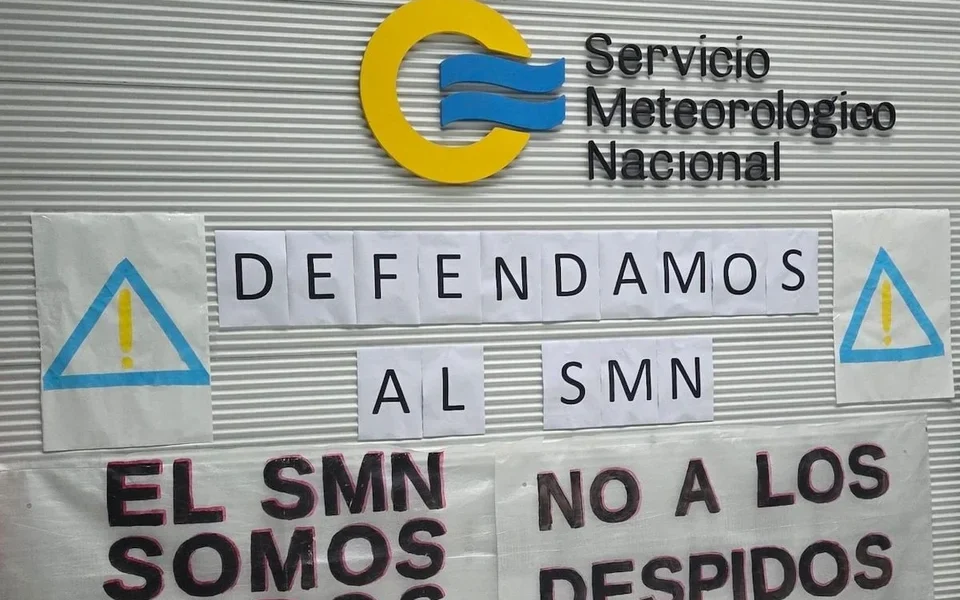 Servicio
Meteorologico
Nacional
DEFENDAMOS
AL SMN
EL SMN
SOMOS
NO A LOS
DESPIDOS